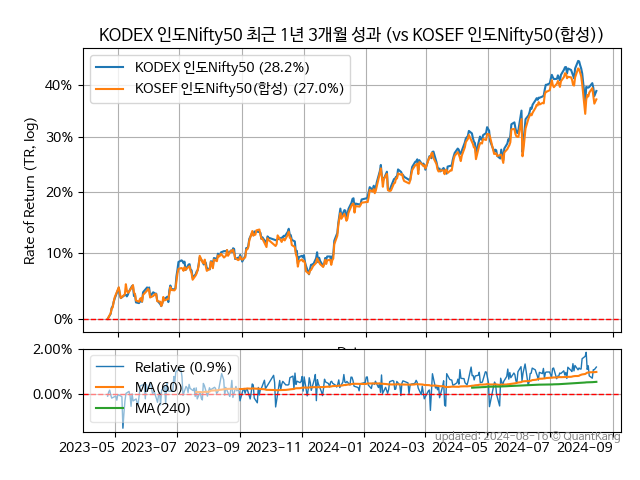 KODEX 인도Nifty50 최근 1년 3개월 성과 (vs KOSEF 인도Nifty50(합성))
KODEX 인도Nifty50 (28.2%)
KOSEF 인도Nifty50(합성) (27.0%)
Rate of Return (TR, log)
40%
30%
20%
10%
0%
2.00%
0.00%
Relative (0.9%)
MA(60)
MA(240)
2023-05 2023-07 2023-09 2023-11 2024-01 2024-03 2024-05 2024-07 2024-09
updated: 2024-08-16 © QuantKang